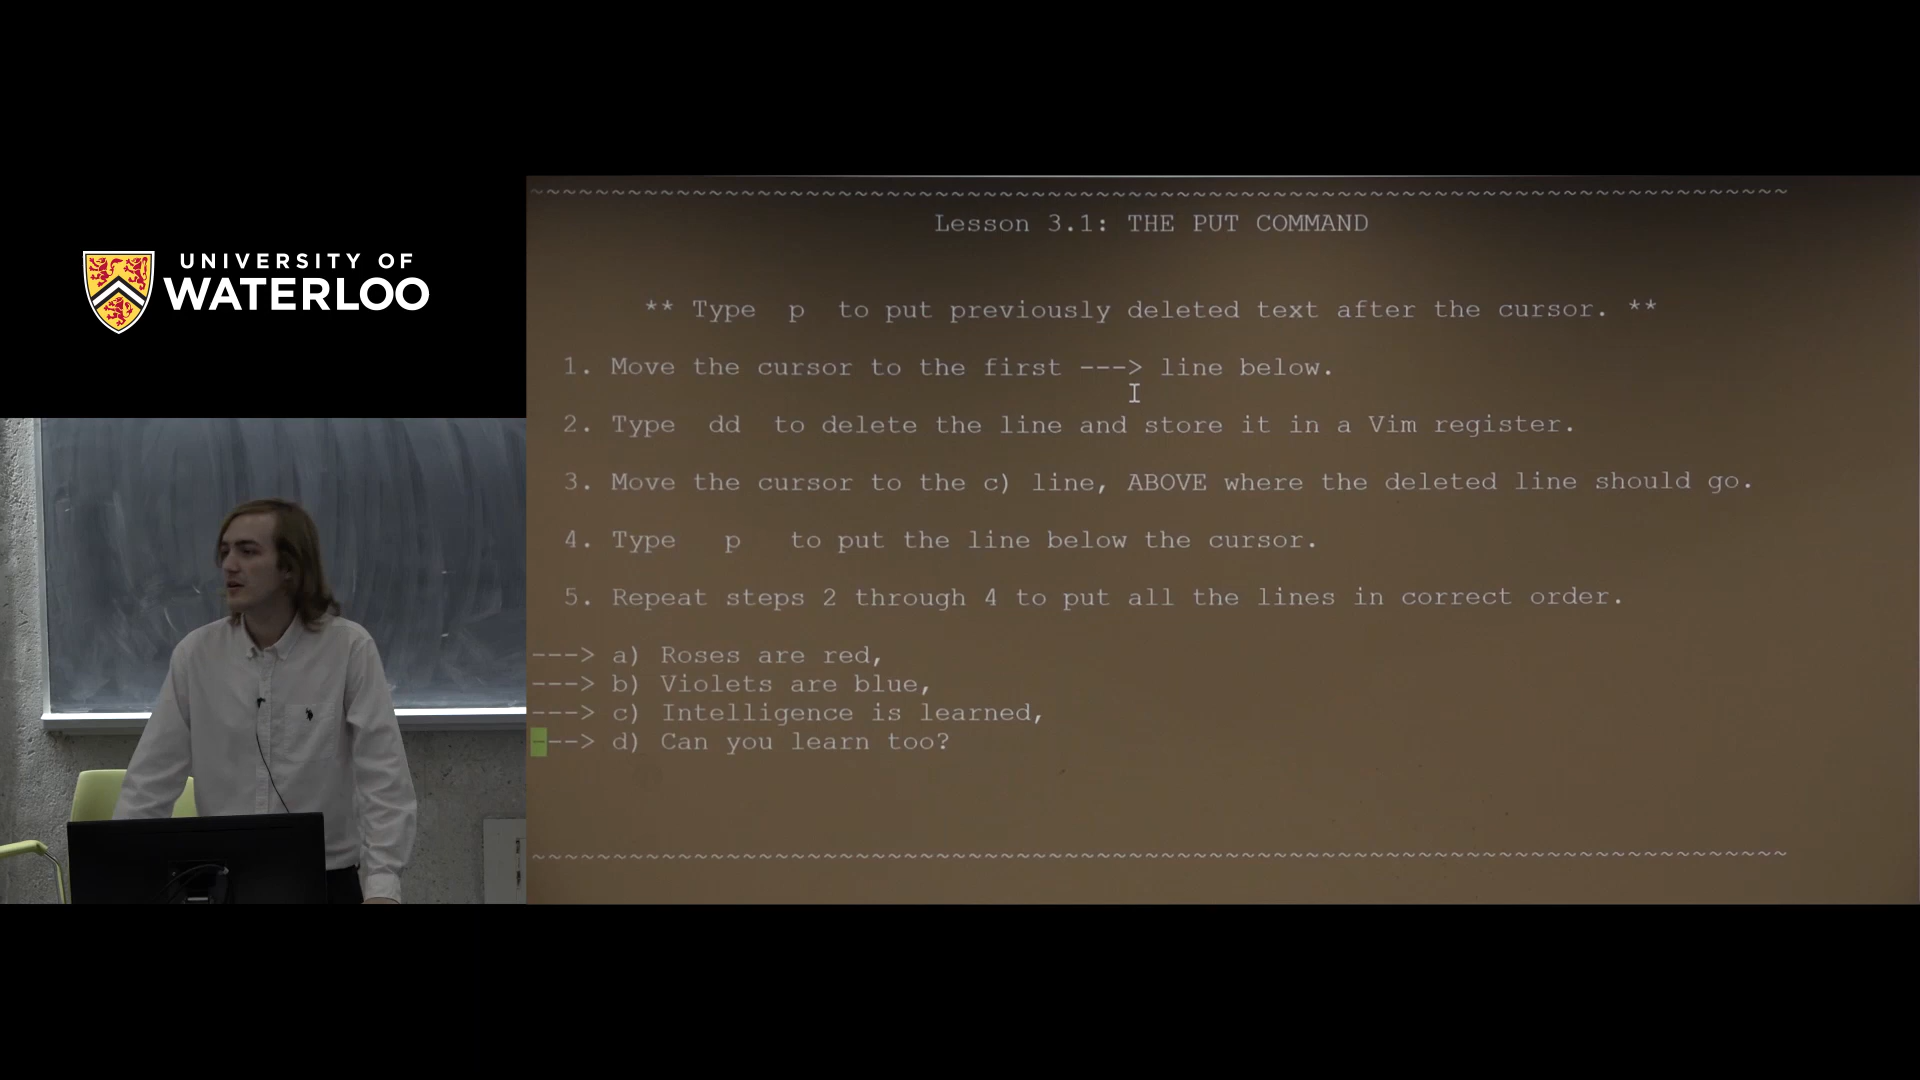 UNIVERSITY OF
WATERLOO
~~~~~~~~~~~~~~~~~~~~~~~~~~~~~~~~~~~~~~~~~~~~~~~~~~~~~~~~~~~~~~~~~~~~~~~~~~~~~~
Lesson 3.1: THE PUT COMMAND
** Type p to put previously deleted text after the cursor. **
1. Move the cursor to the first ---> line below.
2. Type dd to delete the line and store it in a Vim register.
3. Move the cursor to the c) line, ABOVE where the deleted line should go.
4. Type p to put the line below the cursor.
5. Repeat steps 2 through 4 to put all the lines in correct order.
---> a) Roses are red,
---> b) Violets are blue,
---> c) Intelligence is learned,
---> d) Can you learn too?
~~~~~~~~~~~~~~~~~~~~~~~~~~~~~~~~~~~~~~~~~~~~~~~~~~~~~~~~~~~~~~~~~~~~~~~~~~~~~~